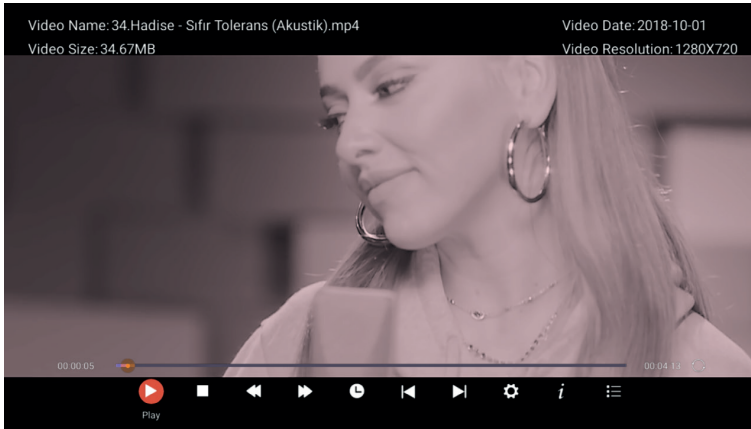 Video Name: 34.Hadise - Sıfır Tolerans (Akustik).mp4
Video Date: 2018-10-01
Video Size: 34.67MB
Video Resolution: 1280X720
00:00:05
Play